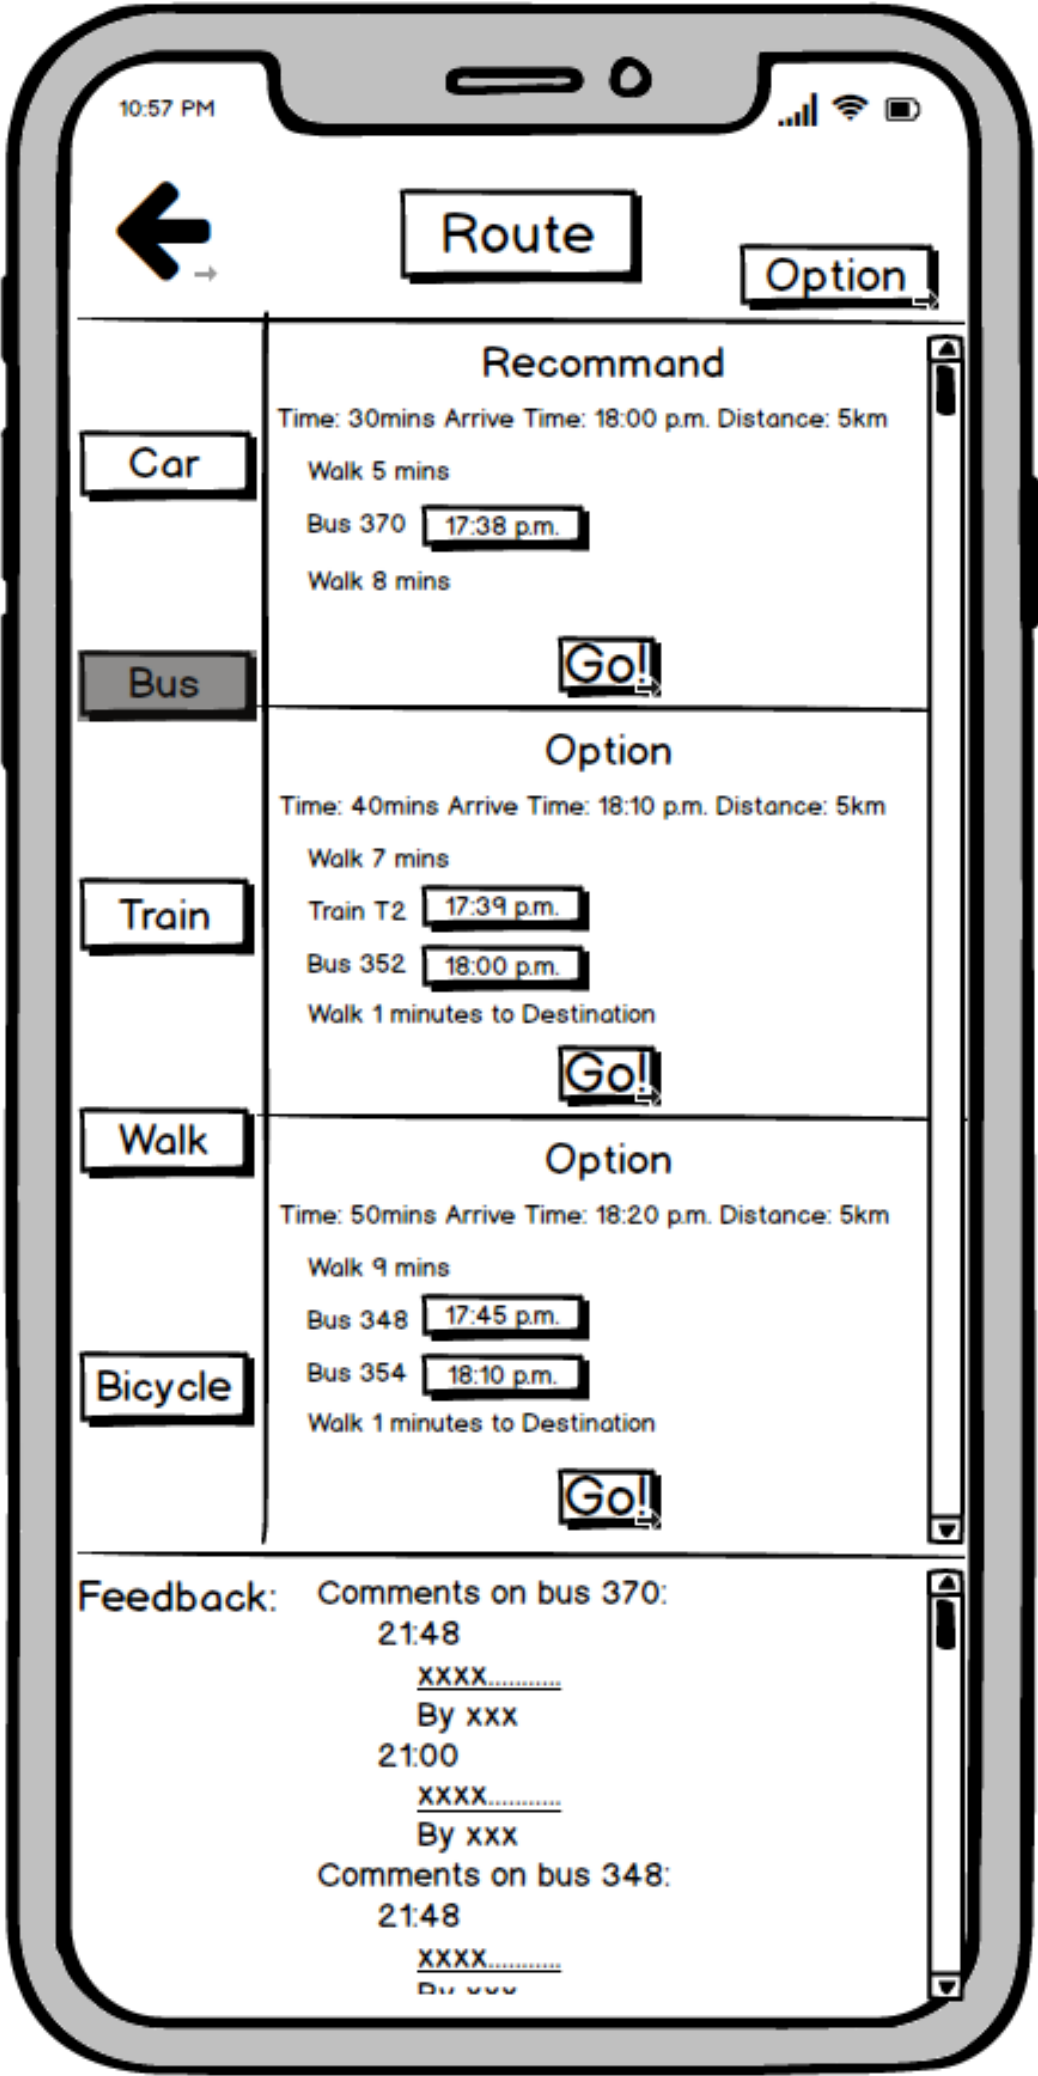 10:57 PM
Route
Option
Recommand
Time: 30mins Arrive Time: 18:00 p.m. Distance: 5km
Car
Walk 5 mins
Bus 370 17:38 p.m.
Walk 8 mins
Go!
Bus
Option
Time: 40mins Arrive Time: 18:10 p.m. Distance: 5km
Walk 7 mins
Train
Train T2 17:39 p.m.
Bus 352 18:00 p.m.
Walk 1 minutes to Destination
Go!
Walk
Option
Time: 50mins Arrive Time: 18:20 p.m. Distance: 5km
Walk 9 mins
Bus 348 17:45 p.m.
Bus 354 18:10 p.m.
Bicycle
Walk 1 minutes to Destination
Go!
Feedback: Comments on bus 370:
21:48
xxxx...........
By xxx
21:00
xxxx...........
By xxx
Comments on bus 348:
21:48
xxxx...........
By xxx